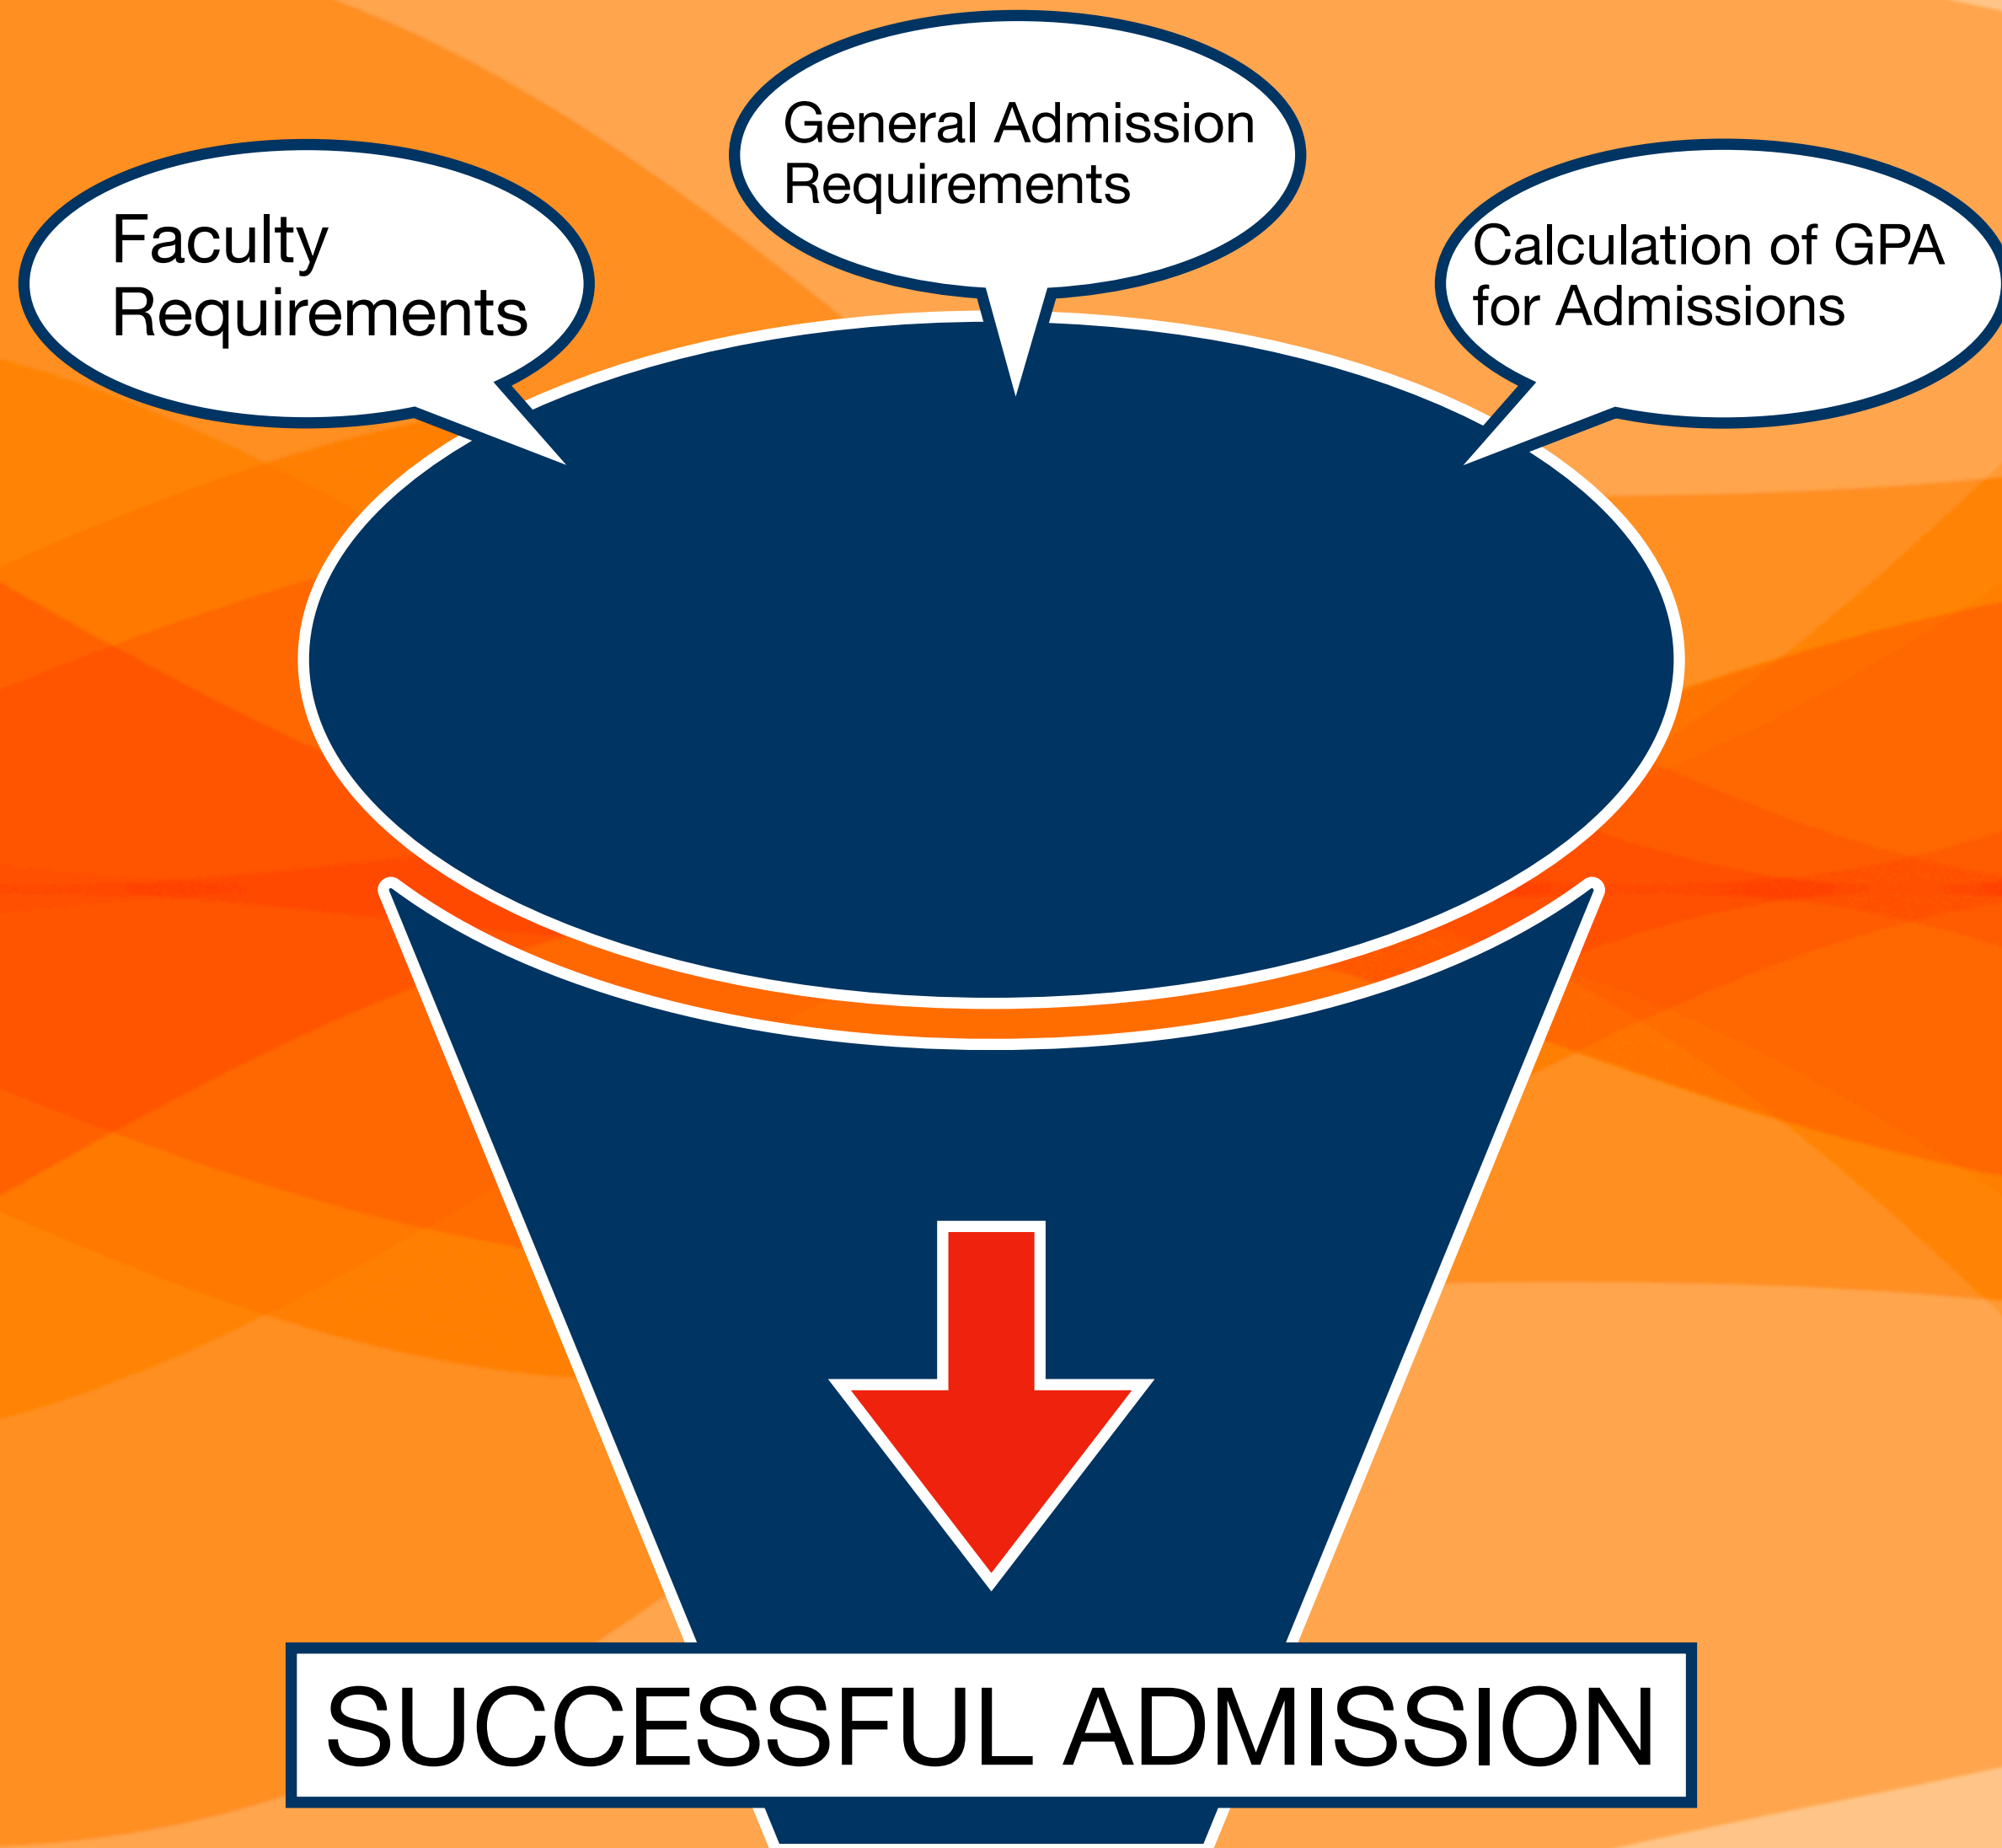 Faculty
Requirements
General Admission
Requirements
Calculation of GPA
for Admissions
SUCCESSFUL ADMISSION